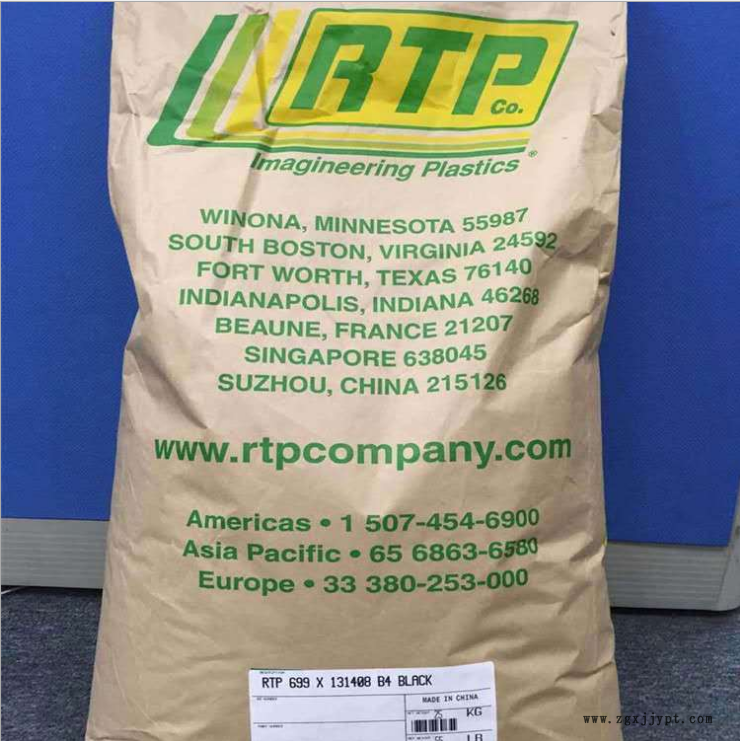 RTP Co.
Imagineering Plastics ®
WINONA, MINNESOTA 55987
SOUTH BOSTON, VIRGINIA 24592
FORT WORTH, TEXAS 76140
INDIANAPOLIS, INDIANA 46268
BEAUNE, FRANCE 21207
SINGAPORE 638045
SUZHOU, CHINA 215126
www.rtpcompany.com
Americas • 1 507-454-6900
Asia Pacific • 65 6863-6580
Europe • 33 380-253-000
RTP 699 X 131408 B4 BLACK
MADE IN CHINA
25 KG
55 LB
www.zgxjjypt.com